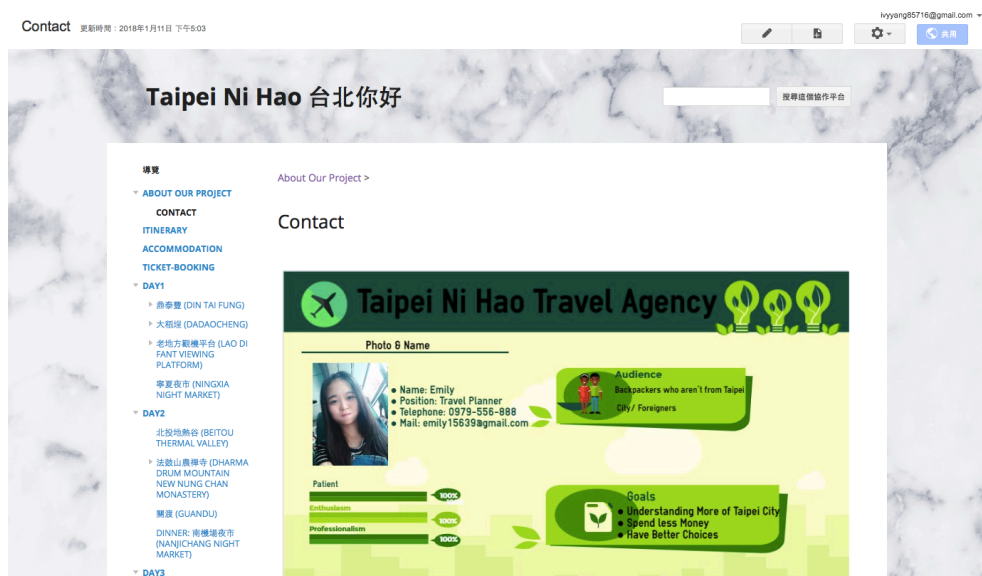 ivyyang85716@gmail.com
Contact 更新時間：2018年1月11日 下午5:03
共用
Taipei Ni Hao 台北你好
搜尋這個協作平台
導覽
ABOUT OUR PROJECT
CONTACT
ITINERARY
ACCOMMODATION
TICKET-BOOKING
DAY1
鼎泰豐 (DIN TAI FUNG)
大稻埕 (DADAOCHENG)
老地方觀機平台 (LAO DI
FANT VIEWING
PLATFORM)
寧夏夜市 (NINGXIA
NIGHT MARKET)
DAY2
北投地熱谷 (BEITOU
THERMAL VALLEY)
法鼓山農禪寺 (DHARMA
DRUM MOUNTAIN
NEW NUNG CHAN
MONASTERY)
關渡 (GUANDU)
DINNER: 南機場夜市
(NANJICHANG NIGHT
MARKET)
DAY3
About Our Project >
Contact
Taipei Ni Hao Travel Agency
Photo & Name
Name: Emily
Position: Travel Planner
Telephone: 0979-556-888
Mail: emily15639@gmail.com
Audience
Backpackers who aren't from Taipei
City/ Foreigners
Patient
100%
Enthusiasm
100%
Professionalism
100%
Goals
Understanding More of Taipei City
Spend less Money
Have Better Choices